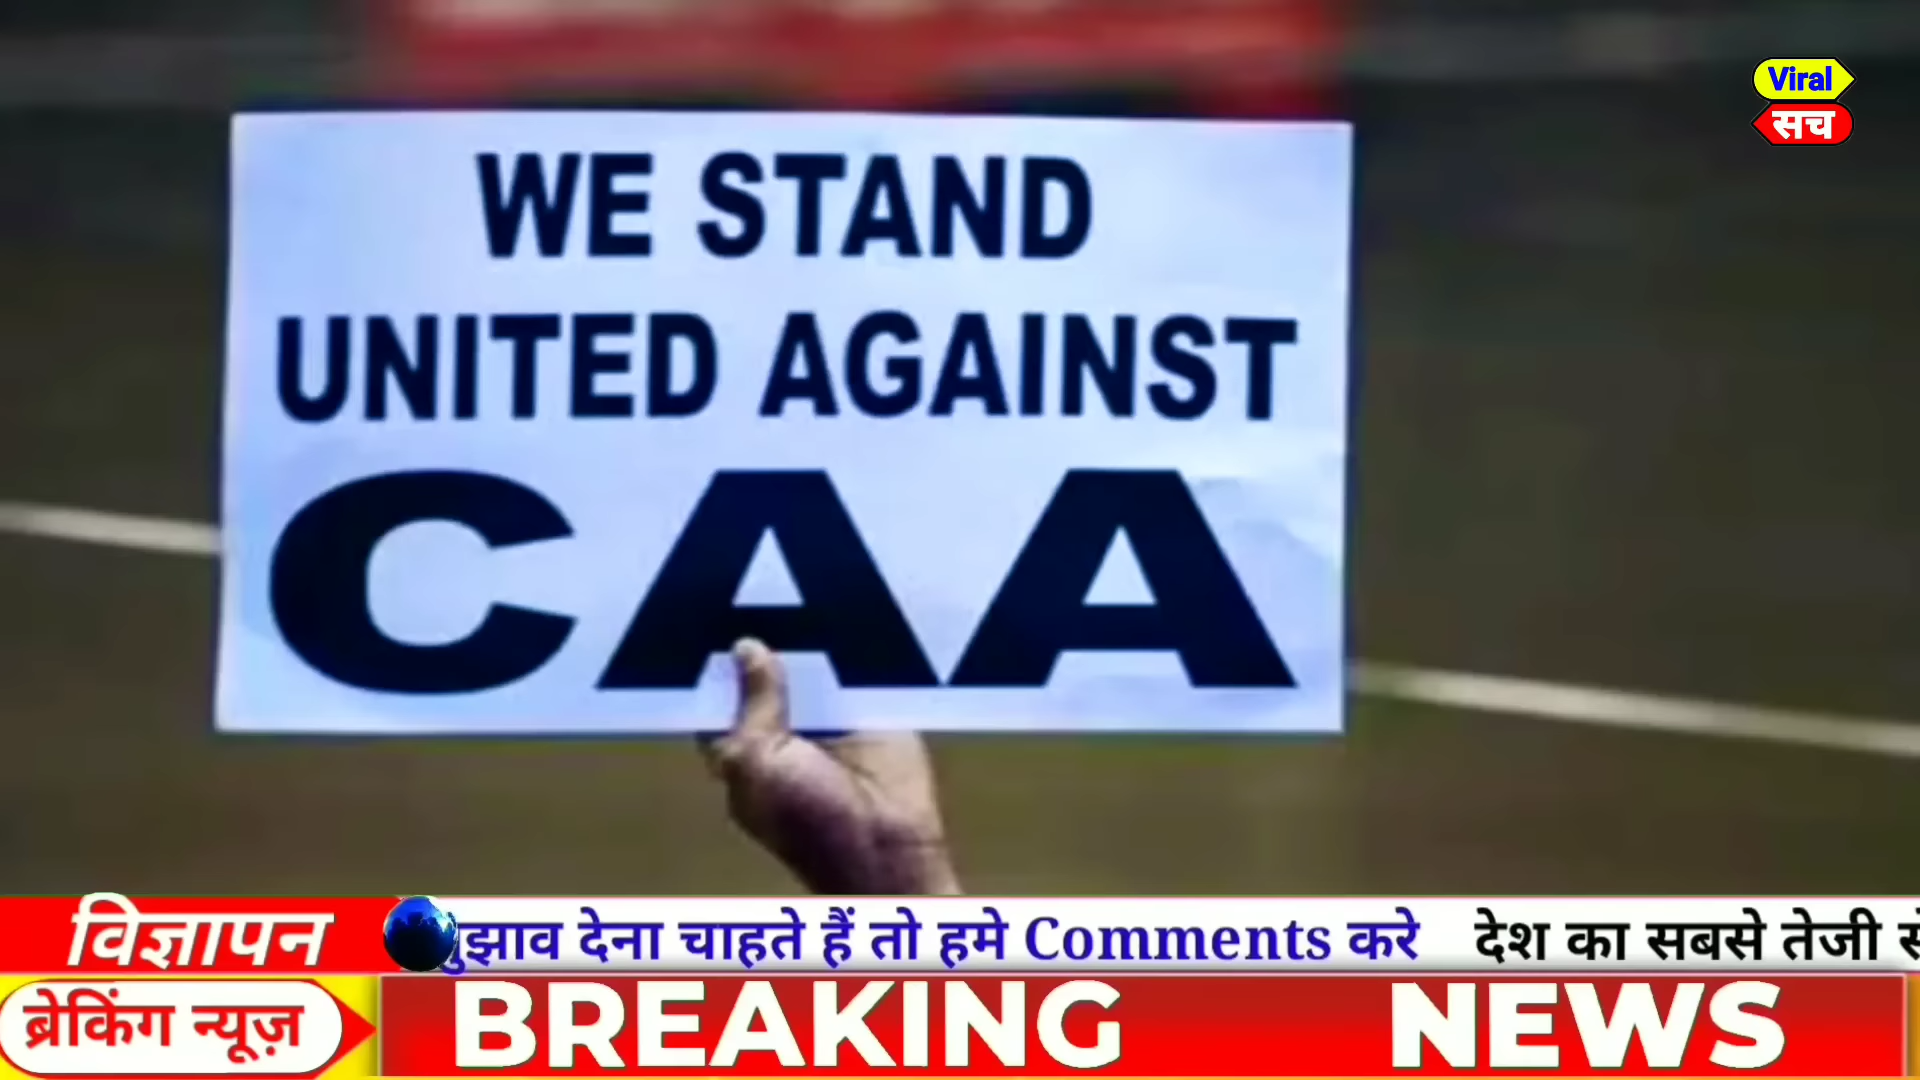 Viral
सच
WE STAND
UNITED AGAINST
CAA
विज्ञापन
देना चाहते हैं तो हमे Comments करे देश का सबसे तेजी
ब्रेकिंग न्यूज़
BREAKING NEWS